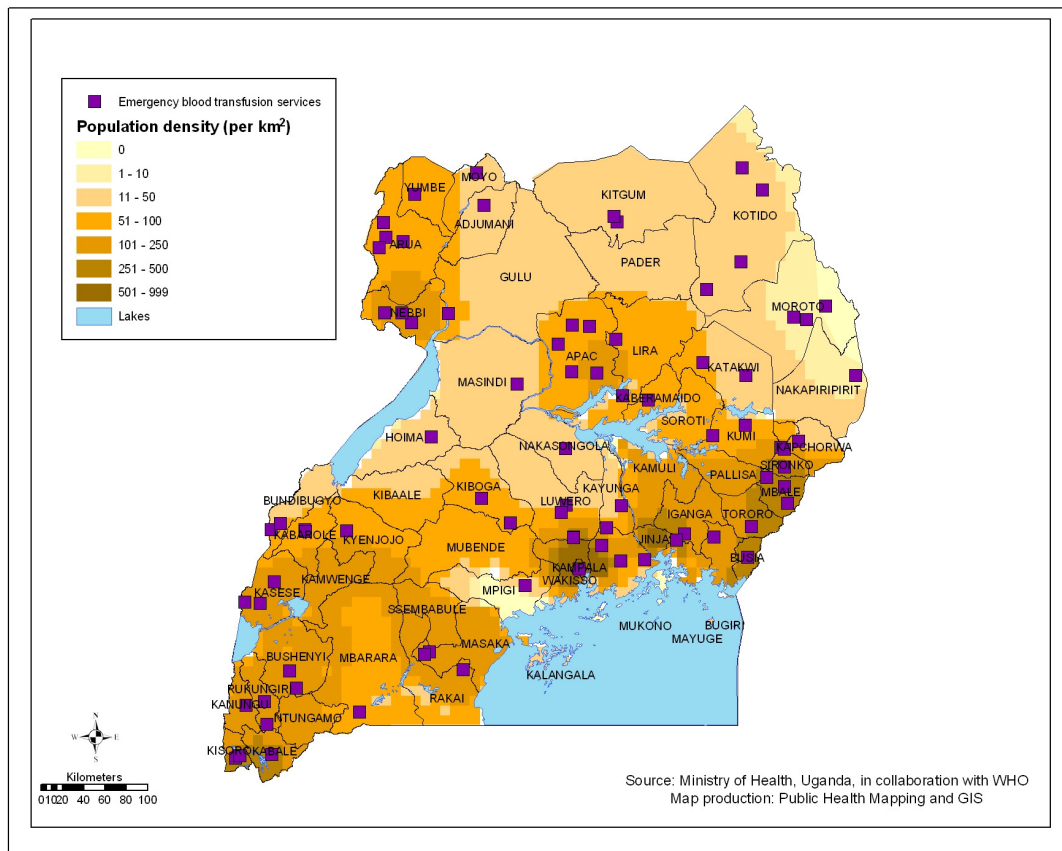 Emergency blood transfusion services
Population density (per km²)
0
1 - 10
11 - 50
51 - 100
101 - 250
251 - 500
501 - 999
Lakes
MOYO
YUMBE
KITGUM
ADJUMANI
KOTIDO
ARUA
PADER
GULU
MOROTO
NEBBI
LIRA
APAC
KATAKWI
MASINDI
NAKAPIRIPIRIT
KABERAMAIDO
SOROTI
HOIMA
KUMI
NAKASONGOLA
KAPCHORWA
SIRONKO
KAMULI
PALLISA
KIBOGA
KAYUNGA
MBALE
KIBAALE
BUNDIBUGYO
LUWERO
IGANGA
TORORO
KABAROLE
KYENJOJO
JINJA
MUBENDE
BUSIA
KAMPALA
KAMWENGE
WAKISSO
MPIGI
KASESE
SSEMBABULE
MUKONO
BUGIRI
MAYUGE
MASAKA
BUSHENYI
MBARARA
KALANGALA
RUKUNGIRI
RAKAI
KANUNGU
NTUNGAMO
KISORO
KABALE
N
W
E
S
Kilometers
0 10 20 40 60 80 100
Source: Ministry of Health, Uganda, in collaboration with WHO
Map production: Public Health Mapping and GIS